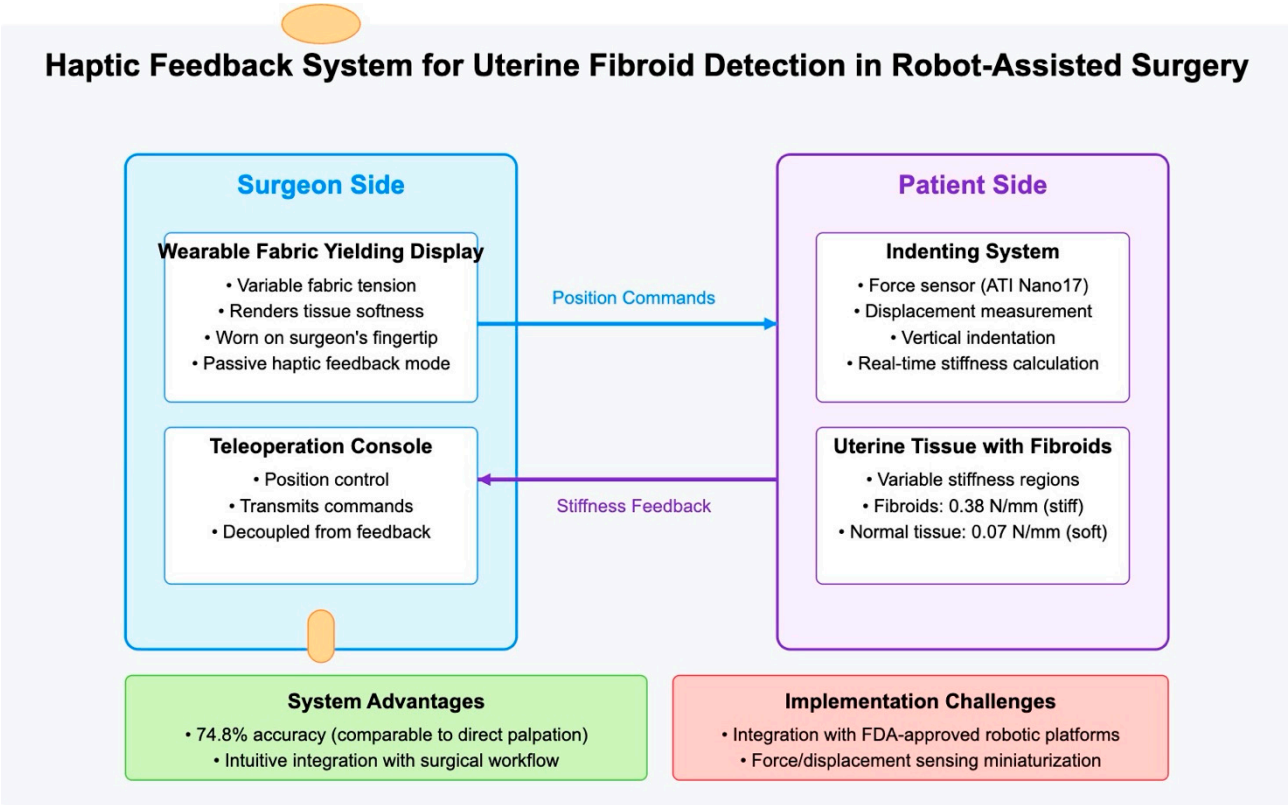 Haptic Feedback System for Uterine Fibroid Detection in Robot-Assisted Surgery
Surgeon Side
Wearable Fabric Yielding Display
• Variable fabric tension
• Renders tissue softness
• Worn on surgeon's fingertip
• Passive haptic feedback mode
Teleoperation Console
• Position control
• Transmits commands
• Decoupled from feedback
Position Commands
Stiffness Feedback
Patient Side
Indenting System
• Force sensor (ATI Nano17)
• Displacement measurement
• Vertical indentation
• Real-time stiffness calculation
Uterine Tissue with Fibroids
• Variable stiffness regions
• Fibroids: 0.38 N/mm (stiff)
• Normal tissue: 0.07 N/mm (soft)
System Advantages
• 74.8% accuracy (comparable to direct palpation)
• Intuitive integration with surgical workflow
Implementation Challenges
• Integration with FDA-approved robotic platforms
• Force/displacement sensing miniaturization